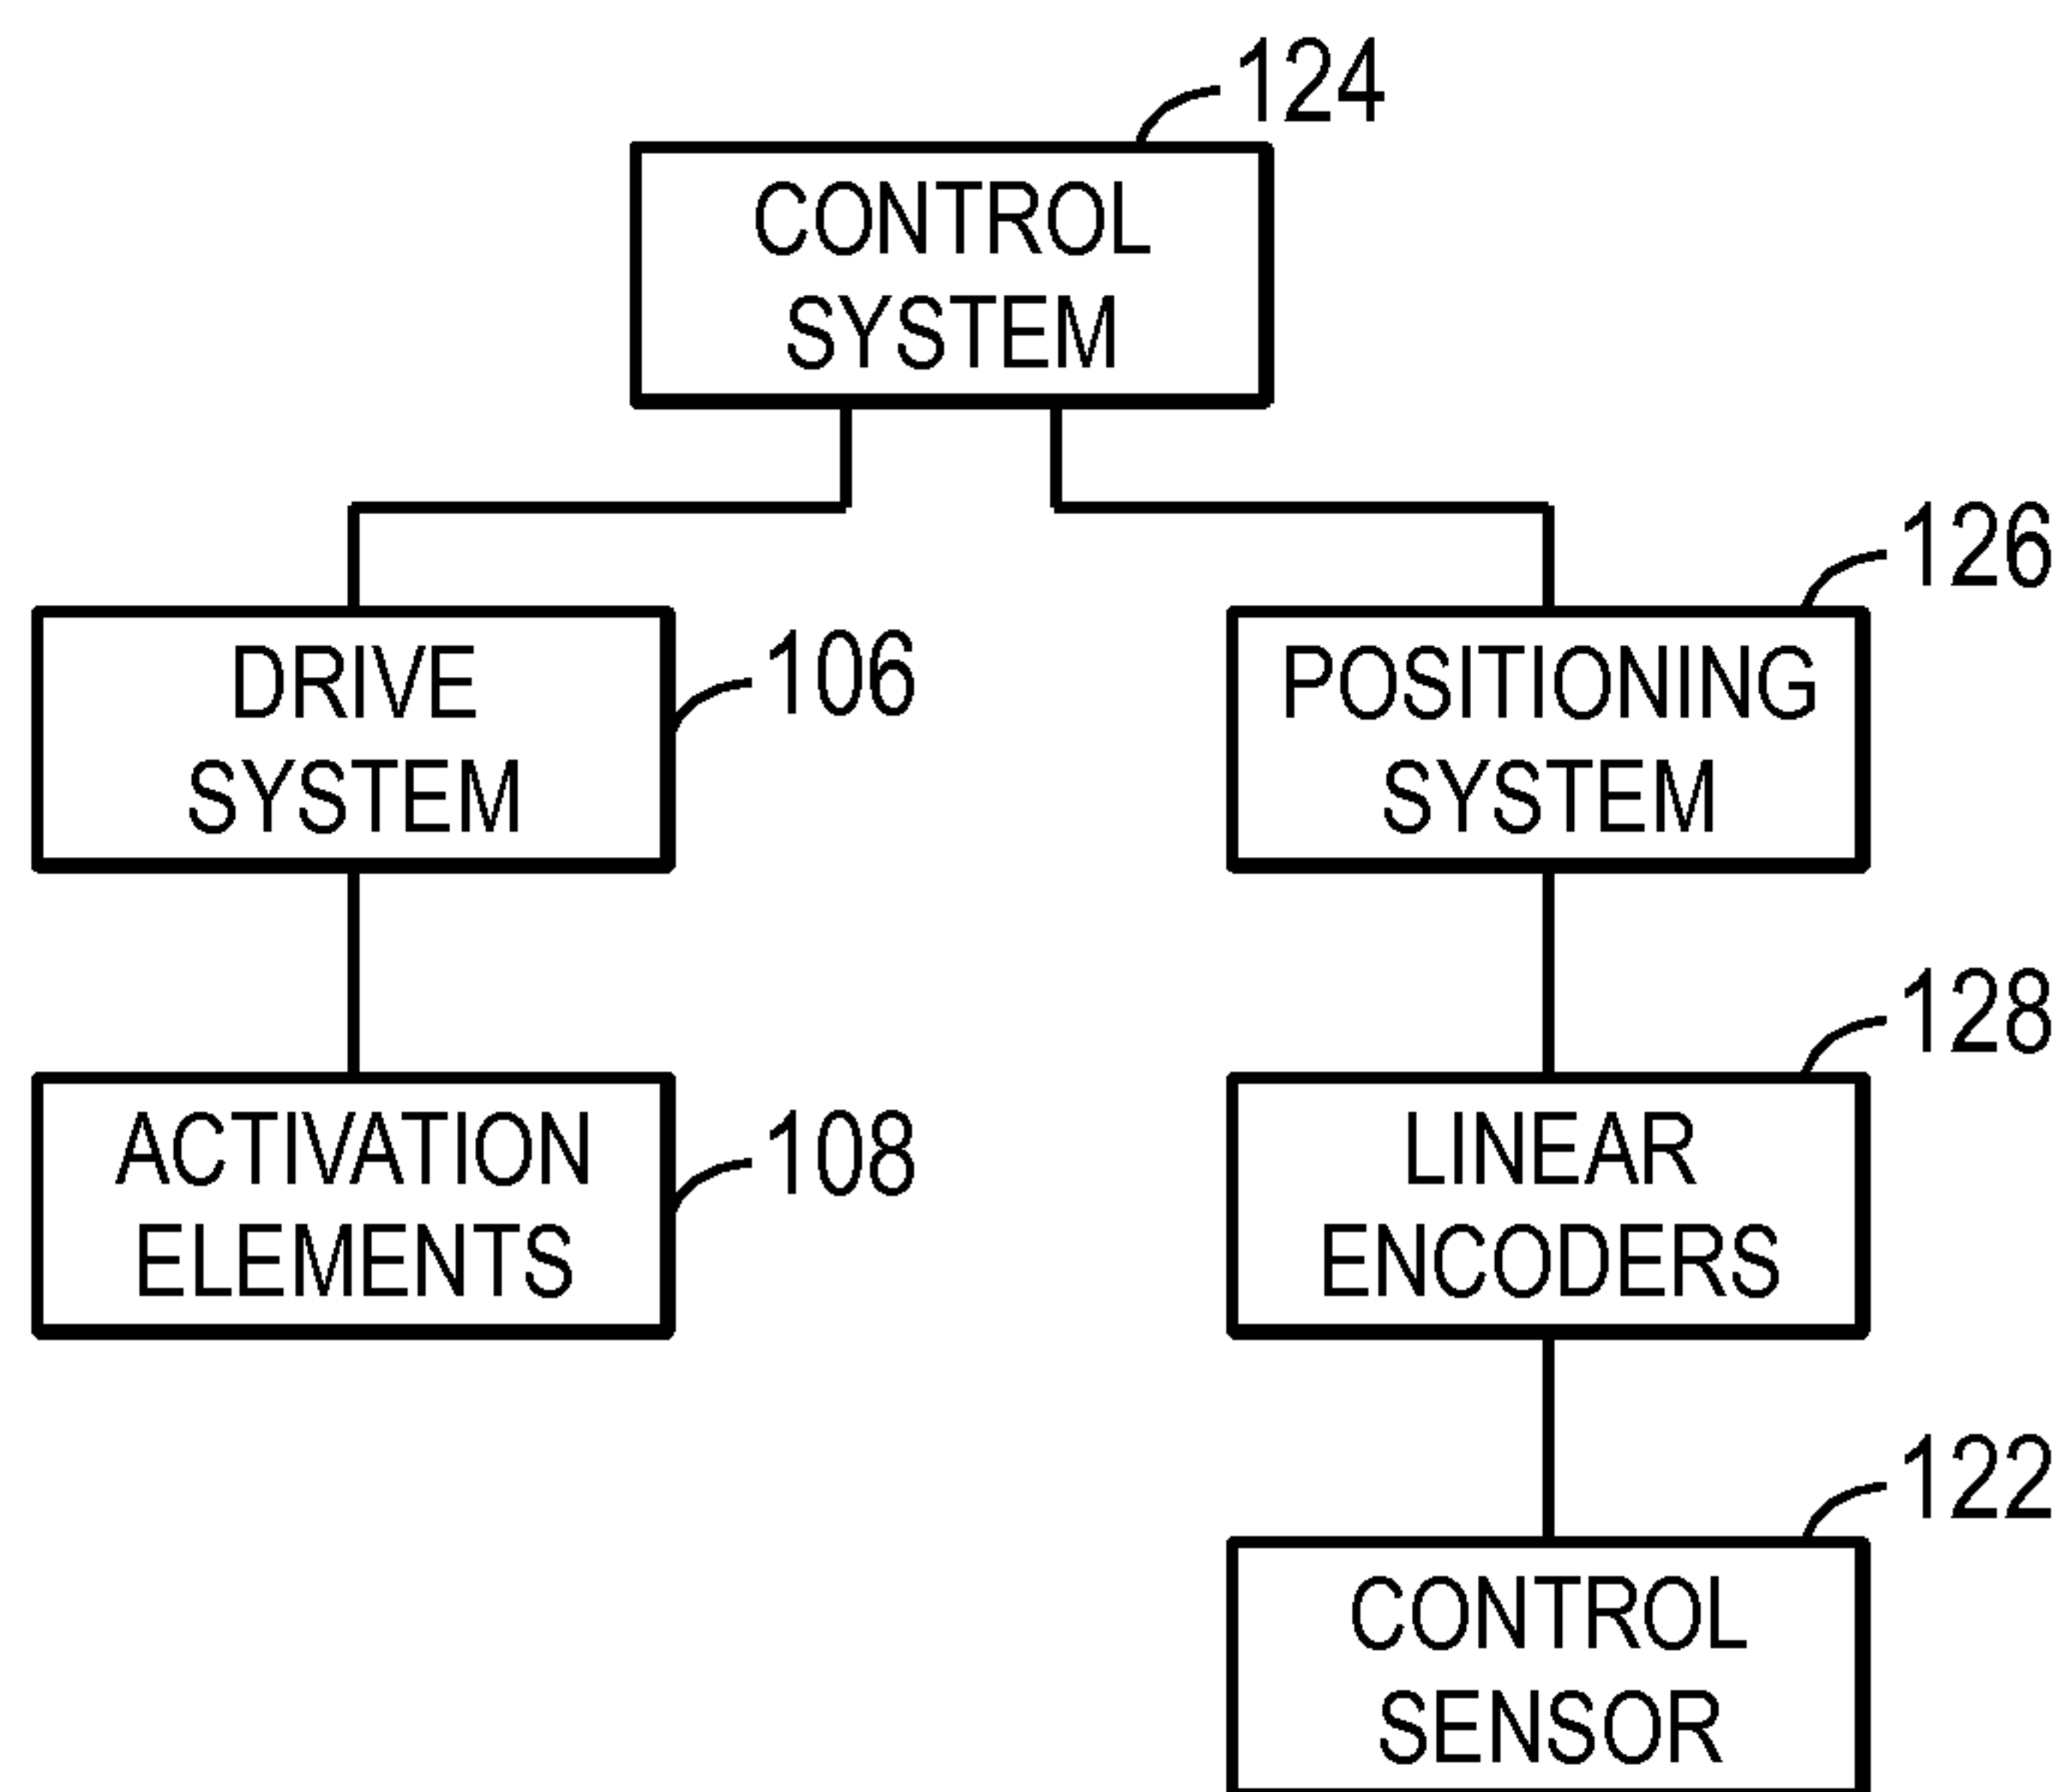 124
CONTROL
SYSTEM
126
DRIVE
SYSTEM
106
POSITIONING
SYSTEM
128
ACTIVATION
ELEMENTS
108
LINEAR
ENCODERS
122
CONTROL
SENSOR